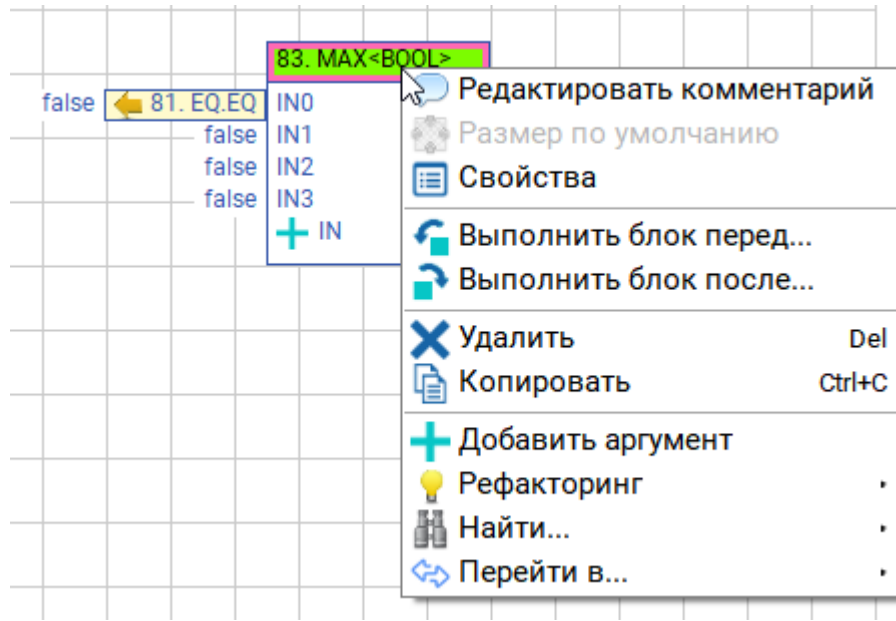 83. MAX<BOOL>
false 81. EQ.EQ IN0
false IN1
false IN2
false IN3
IN
Редактировать комментарий
Размер по умолчанию
Свойства
Выполнить блок перед...
Выполнить блок после...
Удалить Del
Копировать Ctrl+C
Добавить аргумент
Рефакторинг
Найти...
Перейти в...